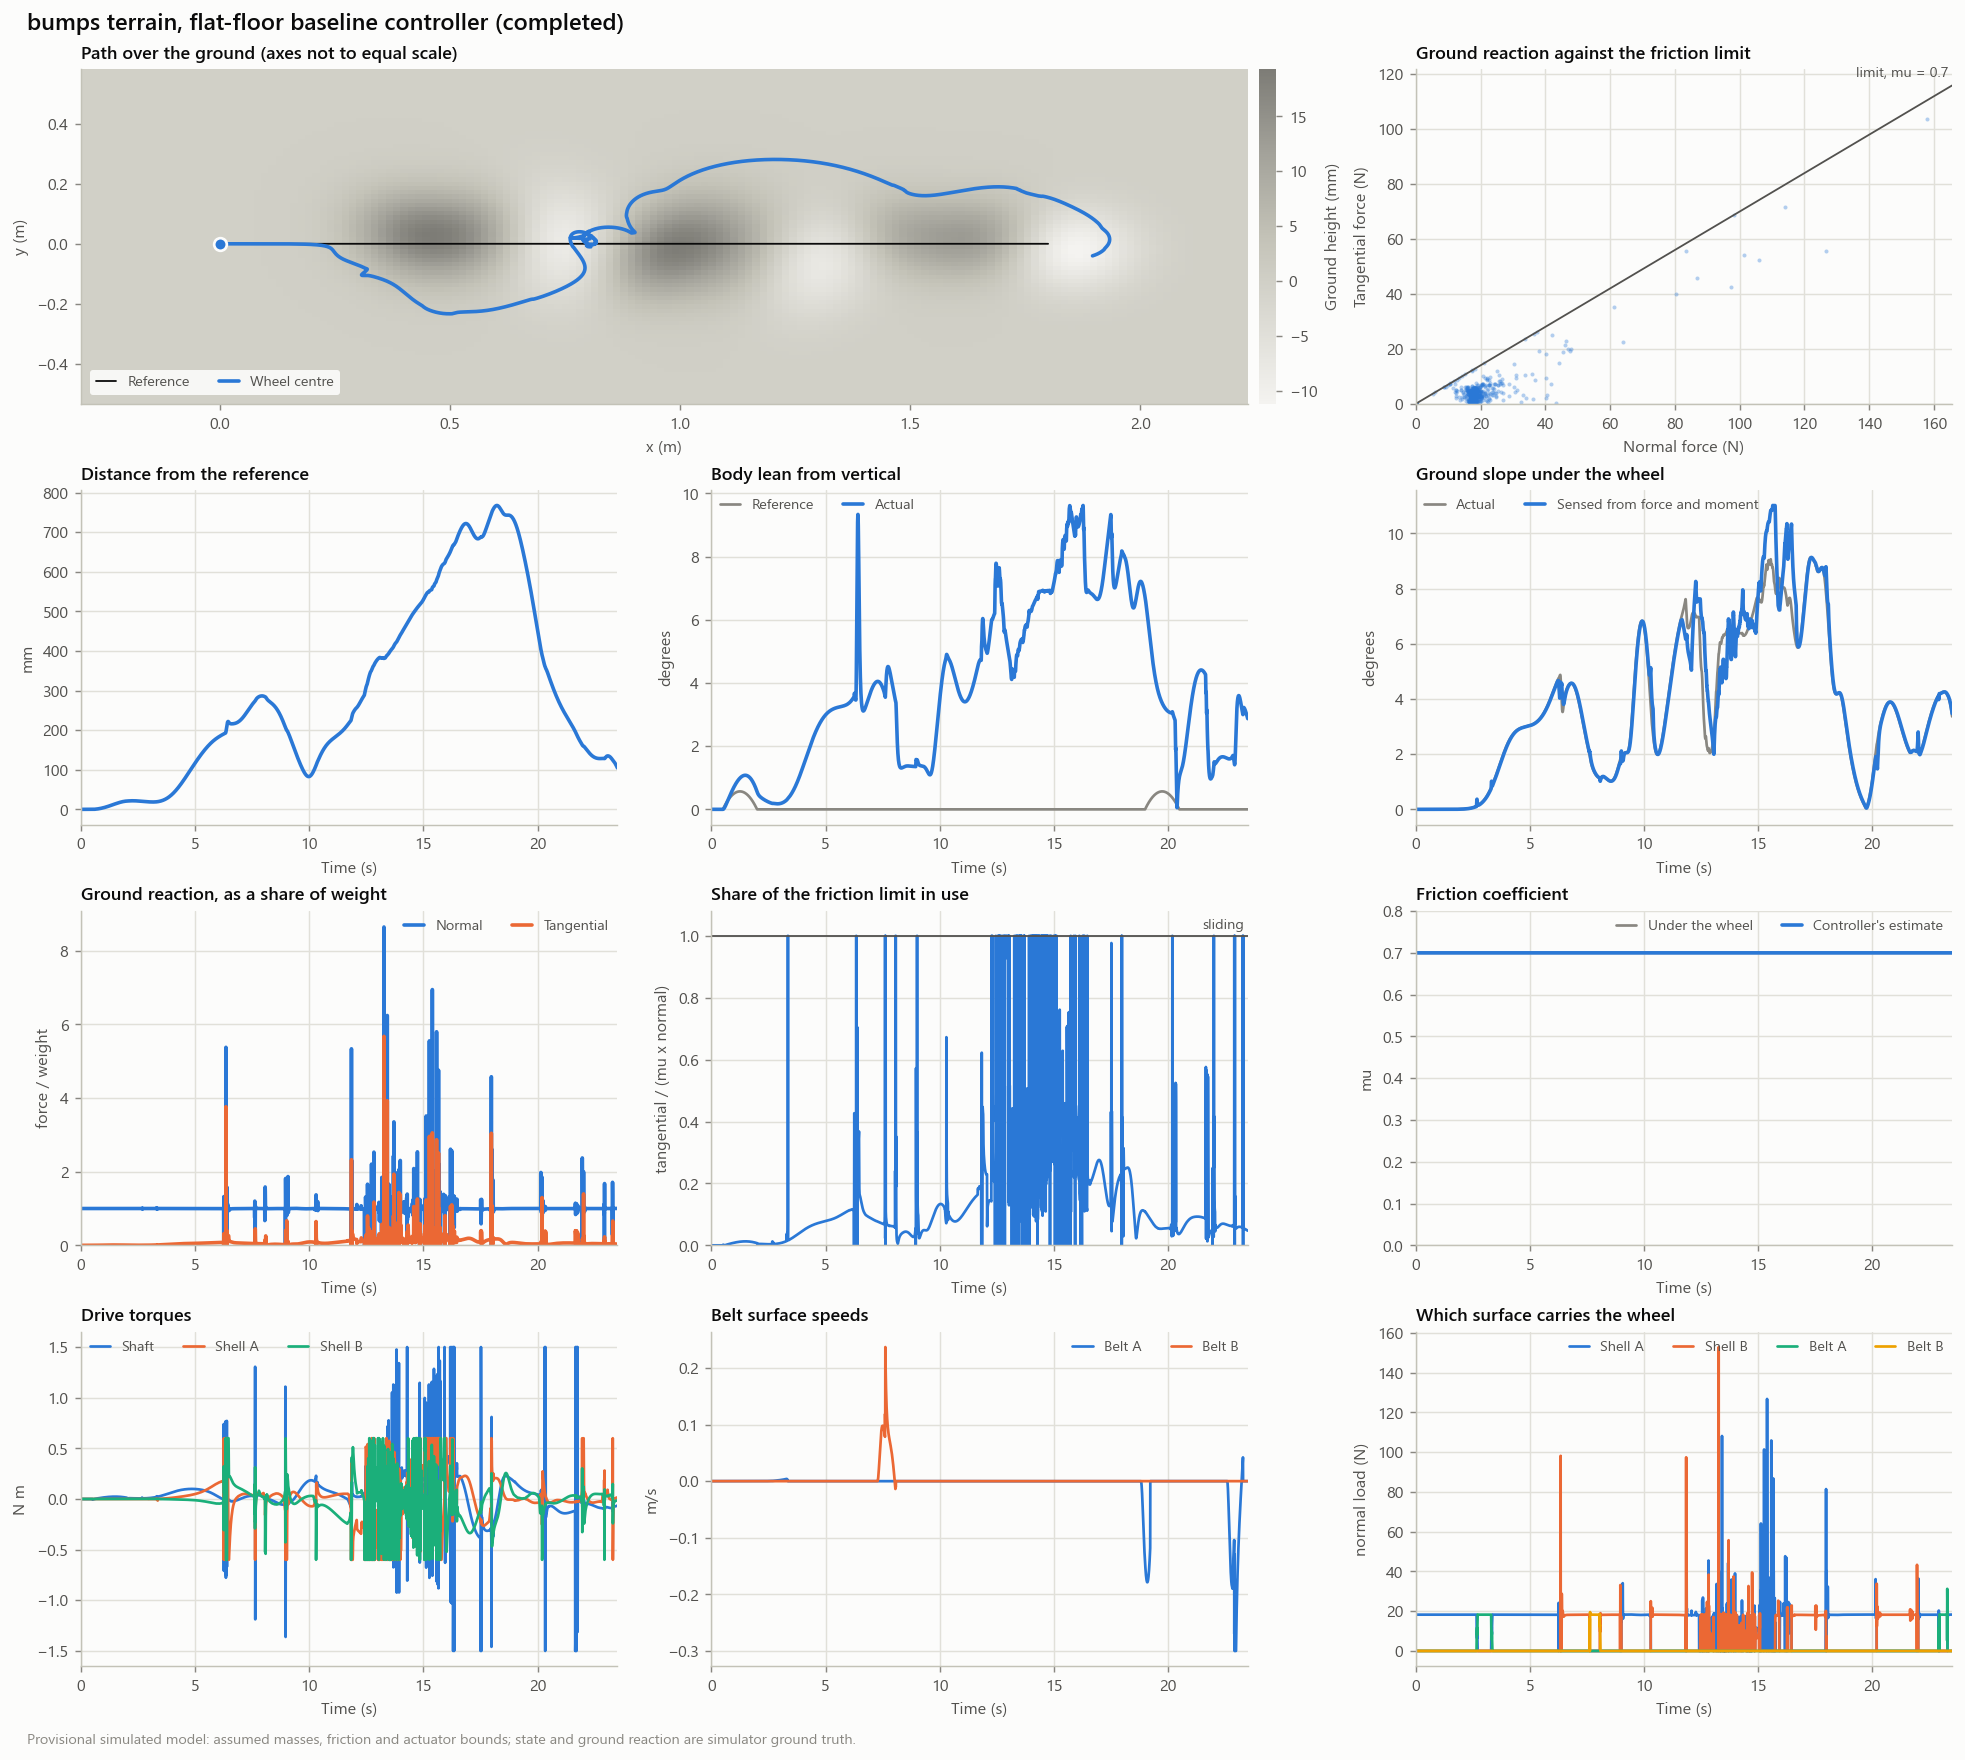 bumps terrain, flat-floor baseline controller (completed)
Path over the ground (axes not to equal scale)
0.4
0.2
0.0
−0.2
−0.4
y (m)
Reference
Wheel centre
0.0
0.5
1.0
1.5
2.0
x (m)
15
10
5
0
−5
−10
Ground height (mm)
Ground reaction against the friction limit
limit, mu = 0.7
120
100
80
60
40
20
0
Tangential force (N)
0
20
40
60
80
100
120
140
160
Normal force (N)
Distance from the reference
800
700
600
500
400
300
200
100
0
mm
0
5
10
15
20
Time (s)
Body lean from vertical
Reference
Actual
10
8
6
4
2
0
degrees
0
5
10
15
20
Time (s)
Ground slope under the wheel
Actual
Sensed from force and moment
10
8
6
4
2
0
degrees
0
5
10
15
20
Time (s)
Ground reaction, as a share of weight
Normal
Tangential
8
6
4
2
0
force / weight
0
5
10
15
20
Time (s)
Share of the friction limit in use
sliding
1.0
0.8
0.6
0.4
0.2
0.0
tangential / (mu x normal)
0
5
10
15
20
Time (s)
Friction coefficient
Under the wheel
Controller's estimate
0.8
0.7
0.6
0.5
0.4
0.3
0.2
0.1
0.0
mu
0
5
10
15
20
Time (s)
Drive torques
Shaft
Shell A
Shell B
1.5
1.0
0.5
0.0
−0.5
−1.0
−1.5
N m
0
5
10
15
20
Time (s)
Belt surface speeds
Belt A
Belt B
0.2
0.1
0.0
−0.1
−0.2
−0.3
m/s
0
5
10
15
20
Time (s)
Which surface carries the wheel
Shell A
Shell B
Belt A
Belt B
160
140
120
100
80
60
40
20
0
normal load (N)
0
5
10
15
20
Time (s)
Provisional simulated model: assumed masses, friction and actuator bounds; state and ground reaction are simulator ground truth.